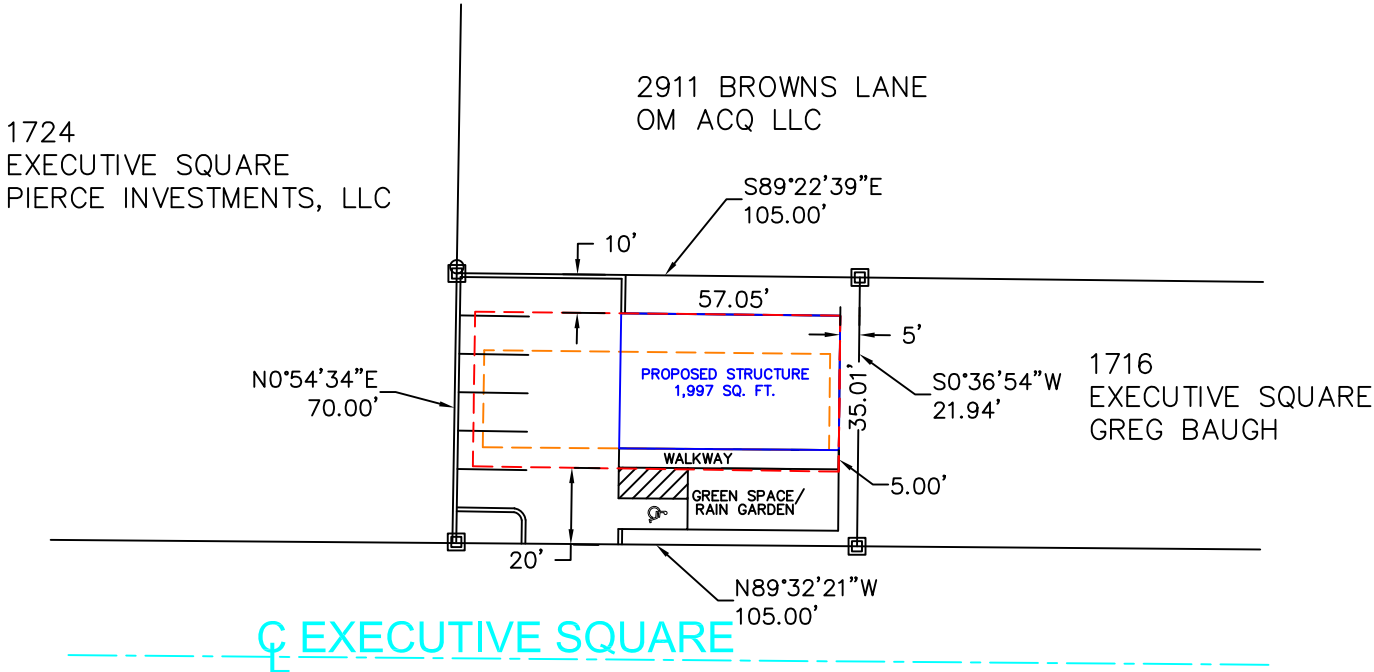 2911 BROWNS LANE
OM ACQ LLC
1724
EXECUTIVE SQUARE
PIERCE INVESTMENTS, LLC
S89°22'39"E
105.00'
10'
57.05'
5'
N0°54'34"E
70.00'
PROPOSED STRUCTURE
1,997 SQ. FT.
35.01'
S0°36'54"W
21.94'
1716
EXECUTIVE SQUARE
GREG BAUGH
WALKWAY
5.00'
GREEN SPACE/
RAIN GARDEN
20'
N89°32'21"W
105.00'
℄ EXECUTIVE SQUARE